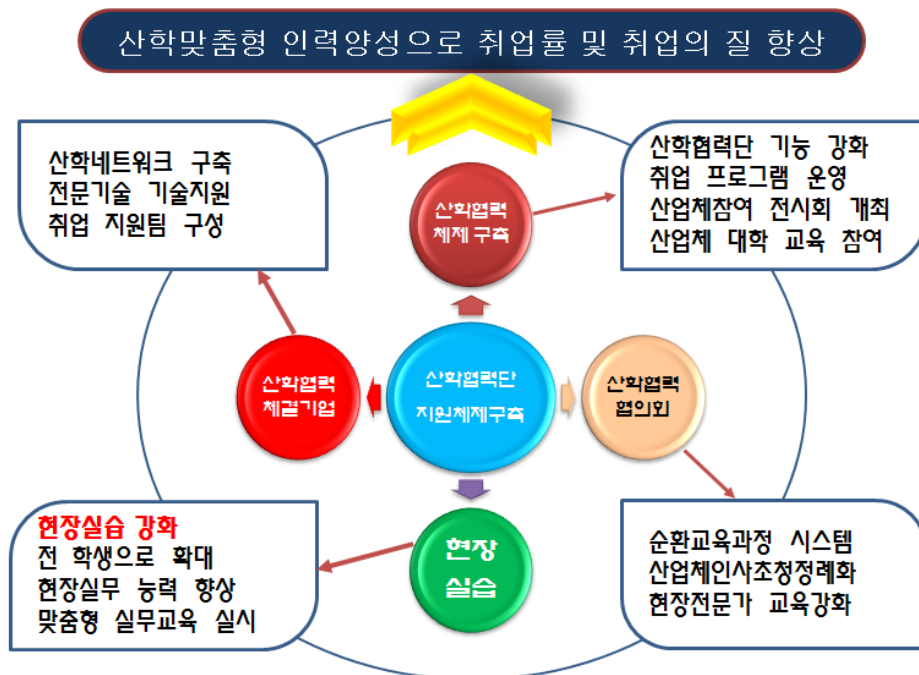 산학맞춤형 인력양성으로 취업률 및 취업의 질 향상
산학네트워크 구축
전문기술 기술지원
취업 지원팀 구성
산학협력
체제 구축
산학협력단 기능 강화
취업 프로그램 운영
산업체참여 전시회 개최
산업체 대학 교육 참여
산학협력
체결기업
산학협력단
지원체제구축
산학협력
협의회
현장실습 강화
전 학생으로 확대
현장실무 능력 향상
맞춤형 실무교육 실시
현장
실습
순환교육과정 시스템
산업체인사초청정례화
현장전문가 교육강화